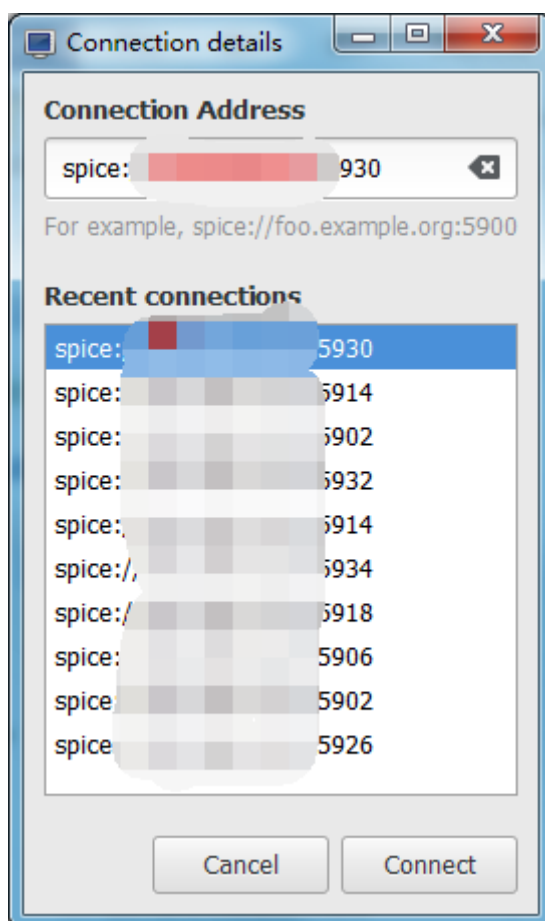 Connection details
Connection Address
spice: 930
For example, spice://foo.example.org:5900
Recent connections
spice: 5930
spice: 5914
spice: 5902
spice: 5932
spice: 5914
spice:// 5934
spice:/ 5918
spice: 5906
spice 5902
spice 5926
Cancel
Connect